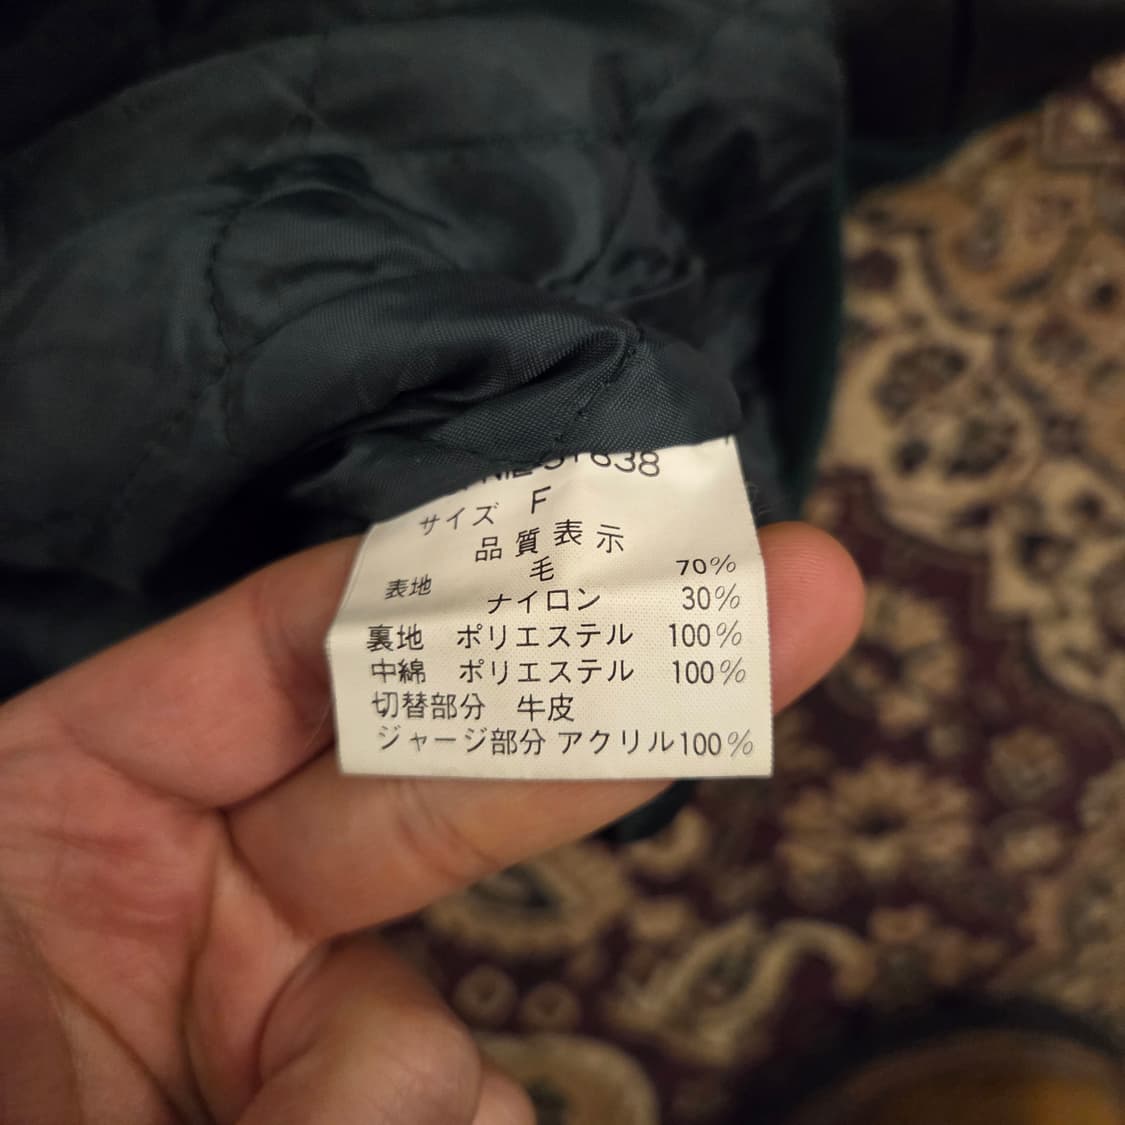 サイズ F
品質表示
毛 70%
表地
ナイロン 30%
裏地 ポリエステル 100%
中綿 ポリエステル 100%
切替部分 牛皮
ジャージ部分 アクリル100%